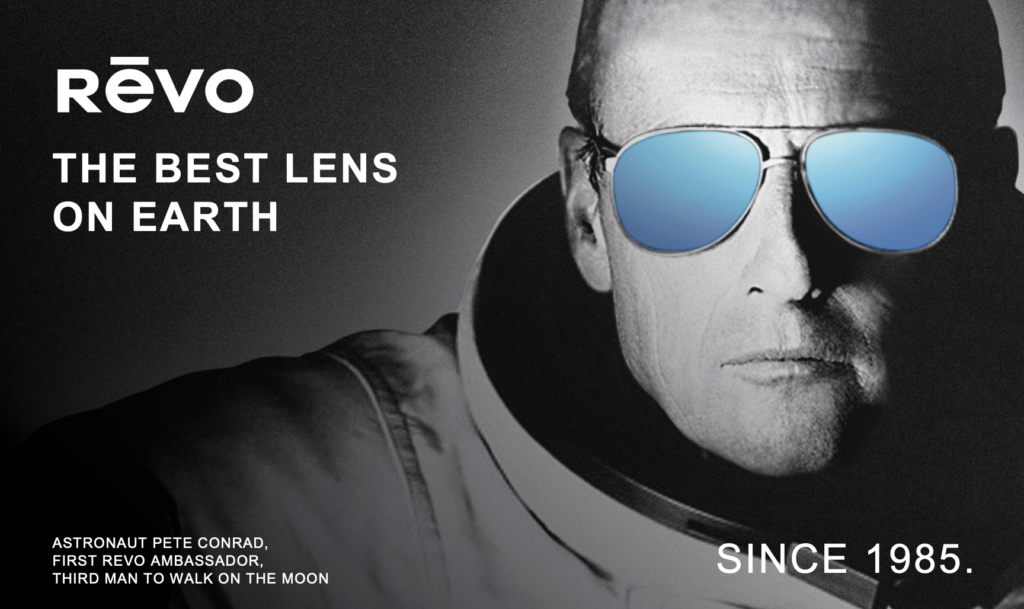 RēVO
THE BEST LENS
ON EARTH
ASTRONAUT PETE CONRAD,
FIRST REVO AMBASSADOR,
THIRD MAN TO WALK ON THE MOON
SINCE 1985.